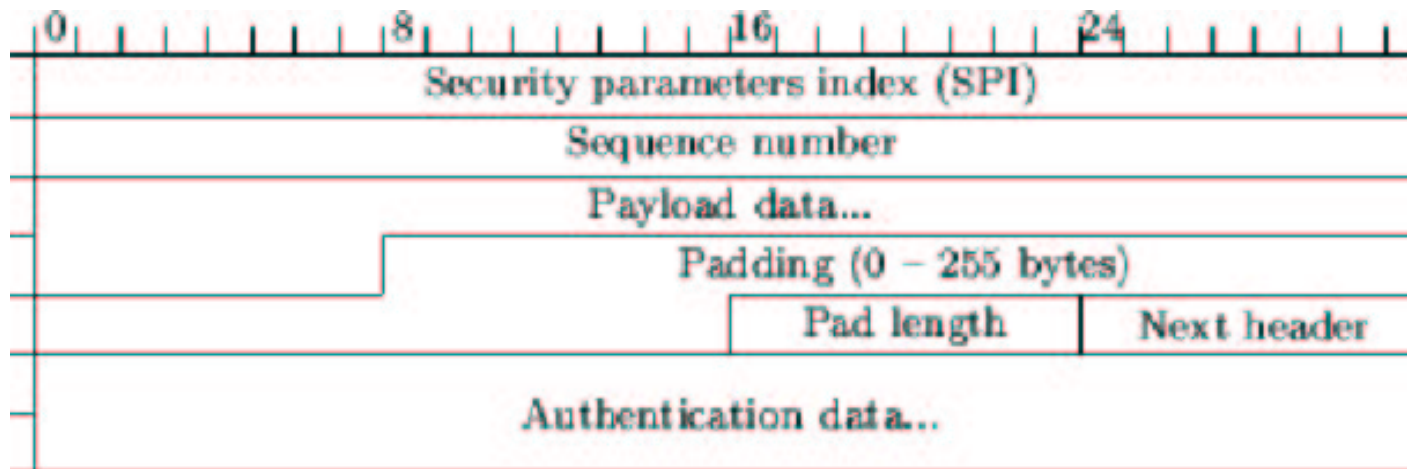 0 8 16 24
Security parameters index (SPI)
Sequence number
Payload data...
Padding (0 – 255 bytes)
Pad length Next header
Authentication data...